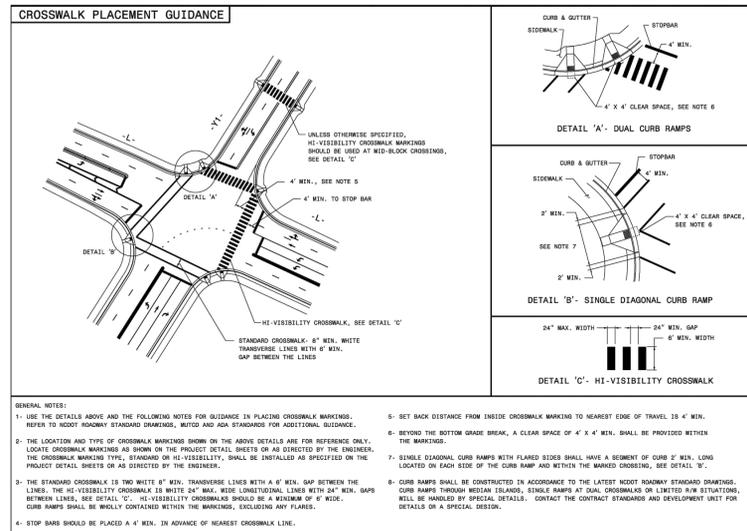 CROSSWALK PLACEMENT GUIDANCE
-L-
-Y1-
UNLESS OTHERWISE SPECIFIED,
HI-VISIBILITY CROSSWALK MARKINGS
SHOULD BE USED AT MID-BLOCK CROSSINGS,
SEE DETAIL 'C'
DETAIL 'A'
4' MIN., SEE NOTE 5
4' MIN. TO STOP BAR
-L-
DETAIL 'B'
HI-VISIBILITY CROSSWALK, SEE DETAIL 'C'
STANDARD CROSSWALK- 8" MIN. WHITE
TRANSVERSE LINES WITH 6' MIN.
GAP BETWEEN THE LINES
CURB & GUTTER
SIDEWALK
STOPBAR
4' MIN.
4' X 4' CLEAR SPACE, SEE NOTE 6
DETAIL 'A'- DUAL CURB RAMPS
STOPBAR
CURB & GUTTER
4' MIN.
SIDEWALK
2' MIN.
4' X 4' CLEAR SPACE,
SEE NOTE 6
SEE NOTE 7
2' MIN.
DETAIL 'B'- SINGLE DIAGONAL CURB RAMP
24" MAX. WIDTH
24" MIN. GAP
6' MIN. WIDTH
DETAIL 'C'- HI-VISIBILITY CROSSWALK
GENERAL NOTES:
1- USE THE DETAILS ABOVE AND THE FOLLOWING NOTES FOR GUIDANCE IN PLACING CROSSWALK MARKINGS.
REFER TO NCDOT ROADWAY STANDARD DRAWINGS, MUTCD AND ADA STANDARDS FOR ADDITIONAL GUIDANCE.
2- THE LOCATION AND TYPE OF CROSSWALK MARKINGS SHOWN ON THE ABOVE DETAILS ARE FOR REFERENCE ONLY.
LOCATE CROSSWALK MARKINGS AS SHOWN ON THE PROJECT DETAIL SHEETS OR AS DIRECTED BY THE ENGINEER.
THE CROSSWALK MARKING TYPE, STANDARD OR HI-VISIBILITY, SHALL BE INSTALLED AS SPECIFIED ON THE
PROJECT DETAIL SHEETS OR AS DIRECTED BY THE ENGINEER.
3- THE STANDARD CROSSWALK IS TWO WHITE 8" MIN. TRANSVERSE LINES WITH A 6' MIN. GAP BETWEEN THE
LINES. THE HI-VISIBILITY CROSSWALK IS WHITE 24" MAX. WIDE LONGITUDINAL LINES WITH 24" MIN. GAPS
BETWEEN LINES, SEE DETAIL 'C'. HI-VISIBILITY CROSSWALKS SHOULD BE A MINIMUM OF 6' WIDE.
CURB RAMPS SHALL BE WHOLLY CONTAINED WITHIN THE MARKINGS, EXCLUDING ANY FLARES.
4- STOP BARS SHOULD BE PLACED A 4' MIN. IN ADVANCE OF NEAREST CROSSWALK LINE.
5- SET BACK DISTANCE FROM INSIDE CROSSWALK MARKING TO NEAREST EDGE OF TRAVEL IS 4' MIN.
6- BEYOND THE BOTTOM GRADE BREAK, A CLEAR SPACE OF 4' X 4' MIN. SHALL BE PROVIDED WITHIN
THE MARKINGS.
7- SINGLE DIAGONAL CURB RAMPS WITH FLARED SIDES SHALL HAVE A SEGMENT OF CURB 2' MIN. LONG
LOCATED ON EACH SIDE OF THE CURB RAMP AND WITHIN THE MARKED CROSSING, SEE DETAIL 'B'.
8- CURB RAMPS SHALL BE CONSTRUCTED IN ACCORDANCE TO THE LATEST NCDOT ROADWAY STANDARD DRAWINGS.
CURB RAMPS THROUGH MEDIAN ISLANDS, SINGLE RAMPS AT DUAL CROSSWALKS OR LIMITED R/W SITUATIONS,
WILL BE HANDLED BY SPECIAL DETAILS. CONTACT THE CONTRACT STANDARDS AND DEVELOPMENT UNIT FOR
DETAILS OR A SPECIAL DESIGN.